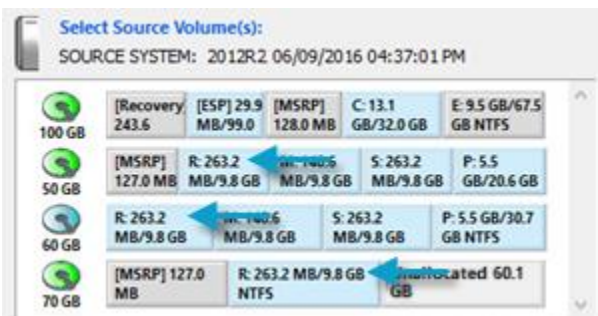 Select Source Volume(s):
SOURCE SYSTEM: 2012R2 06/09/2016 04:37:01 PM
[Recovery [ESP] 29.9 [MSRP] C: 13.1 E: 9.5 GB/67.5
243.6 MB/99.0 128.0 MB GB/32.0 GB GB NTFS
100 GB
[MSRP] R: 263.2 S: 263.2 P: 5.5
127.0 MB MB/9.8 GB MB/9.8 GB MB/9.8 GB GB/20.6 GB
50 GB
R: 263.2 S: 263.2 P: 5.5 GB/30.7
MB/9.8 GB MB/9.8 GB MB/9.8 GB GB NTFS
60 GB
[MSRP] 127.0 R: 263.2 MB/9.8 GB 60.1
MB NTFS GB
70 GB